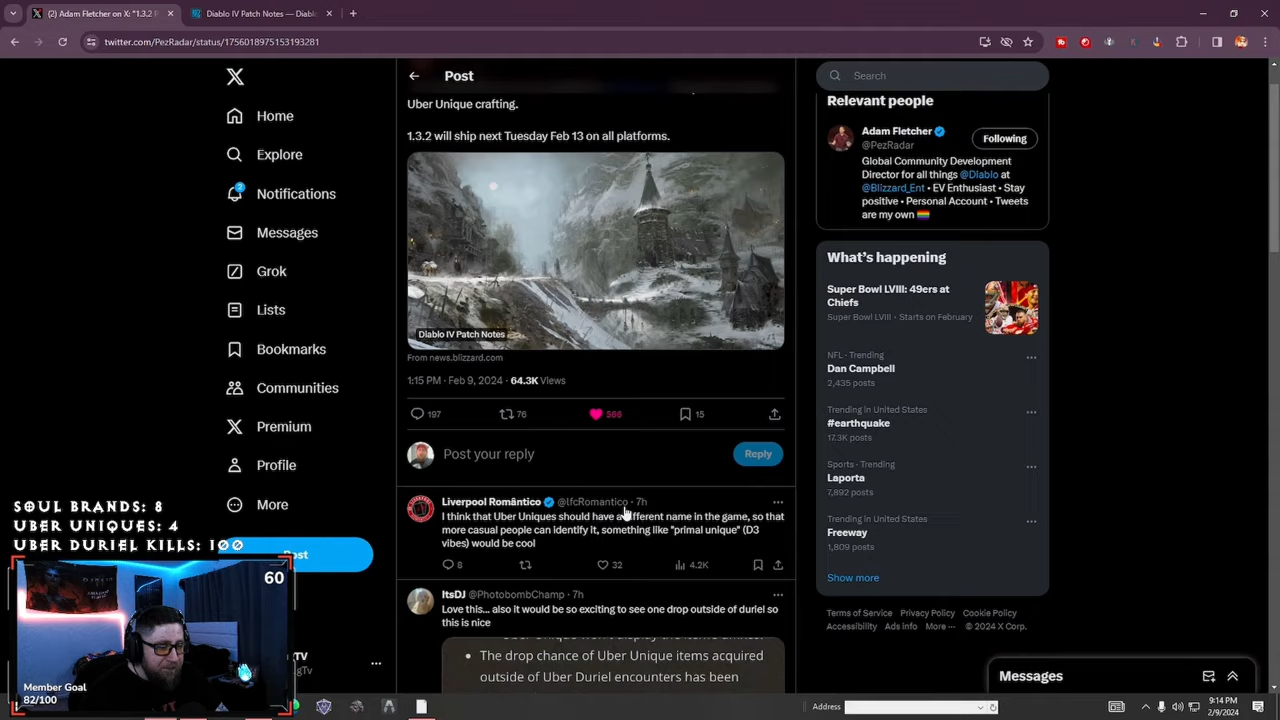 (2) Adam Fletcher on X: "1.3.2 F
Diablo IV Patch Notes — Diablo
twitter.com/PezRadar/status/1756018975153193281
Post
Search
Home
Explore
2
Notifications
Messages
Grok
Lists
Bookmarks
Communities
Premium
Profile
More
Post
Uber Unique crafting.
1.3.2 will ship next Tuesday Feb 13 on all platforms.
Diablo IV Patch Notes
From news.blizzard.com
1:15 PM · Feb 9, 2024 · 64.3K Views
197
76
566
15
Post your reply
Reply
Liverpool Romântico @lfcRomantico · 7h
I think that Uber Uniques should have a different name in the game, so that
more casual people can identify it, something like "primal unique" (D3
vibes) would be cool
8
32
4.2K
ItsDJ @PhotobombChamp · 7h
Love this... also it would be so exciting to see one drop outside of duriel so
this is nice
• The drop chance of Uber Unique items acquired
outside of Uber Duriel encounters has been
Relevant people
Adam Fletcher
@PezRadar
Following
Global Community Development
Director for all things @Diablo at
@Blizzard_Ent • EV Enthusiast • Stay
positive • Personal Account • Tweets
are my own
What's happening
Super Bowl LVIII: 49ers at
Chiefs
Super Bowl LVIII · Starts on February
NFL · Trending
Dan Campbell
2,435 posts
Trending in United States
#earthquake
17.3K posts
Sports · Trending
Laporta
7,892 posts
Trending in United States
Freeway
1,809 posts
Show more
Terms of Service Privacy Policy Cookie Policy
Accessibility Ads info More ··· © 2024 X Corp.
Messages
SOUL BRANDS: 8
UBER UNIQUES: 4
UBER DURIEL KILLS: 100
60
Member Goal
82/100
gTV
gTv
Address
9:14 PM
2/9/2024